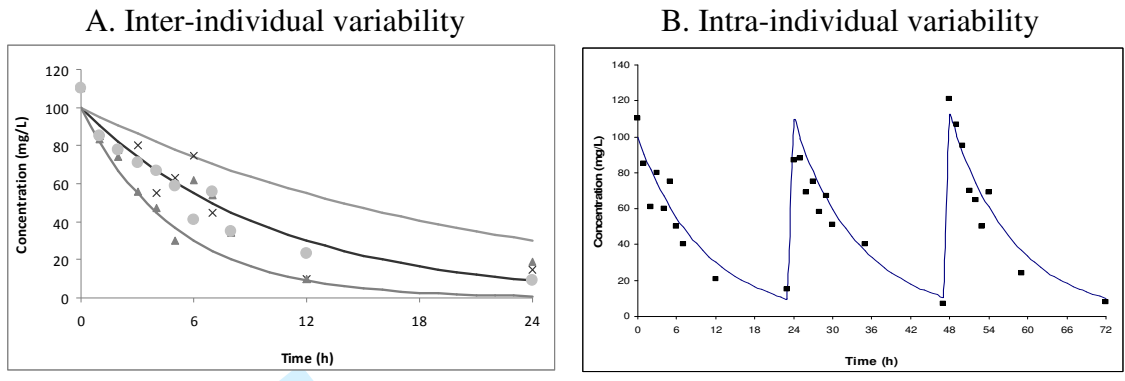 A. Inter-individual variability
120
100
80
60
40
20
0
Concentration (mg/L)
0 6 12 18 24
Time (h)
B. Intra-individual variability
140
120
100
80
60
40
20
0
Concentration (mg/L)
0 6 12 18 24 30 36 42 48 54 60 66 72
Time (h)